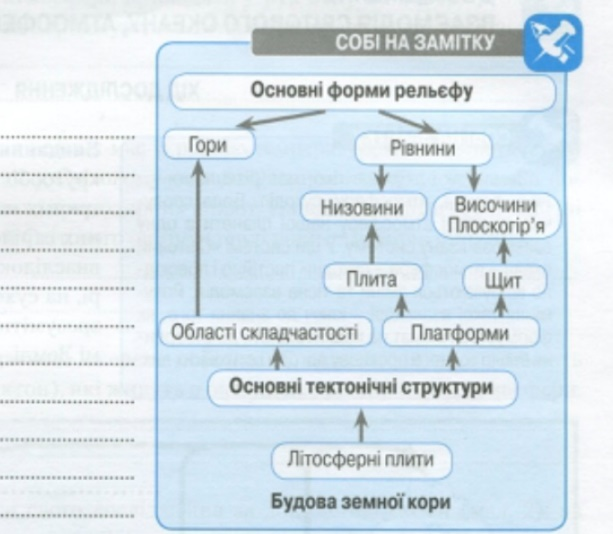 СОБІ НА ЗАМІТКУ
Основні форми рельєфу
Гори
Рівнини
Низовини
Височини
Плоскогір'я
Плита
Щит
Області складчастості
Платформи
Основні тектонічні структури
Літосферні плити
Будова земної кори